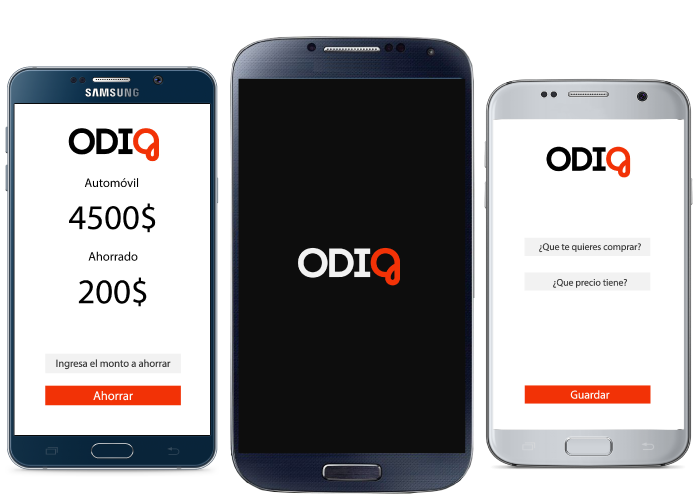 SAMSUNG
ODIQ
Automóvil
4500$
Ahorrado
200$
Ingresa el monto a ahorrar
Ahorrar
ODIQ
ODIQ
¿Que te quieres comprar?
¿Que precio tiene?
Guardar